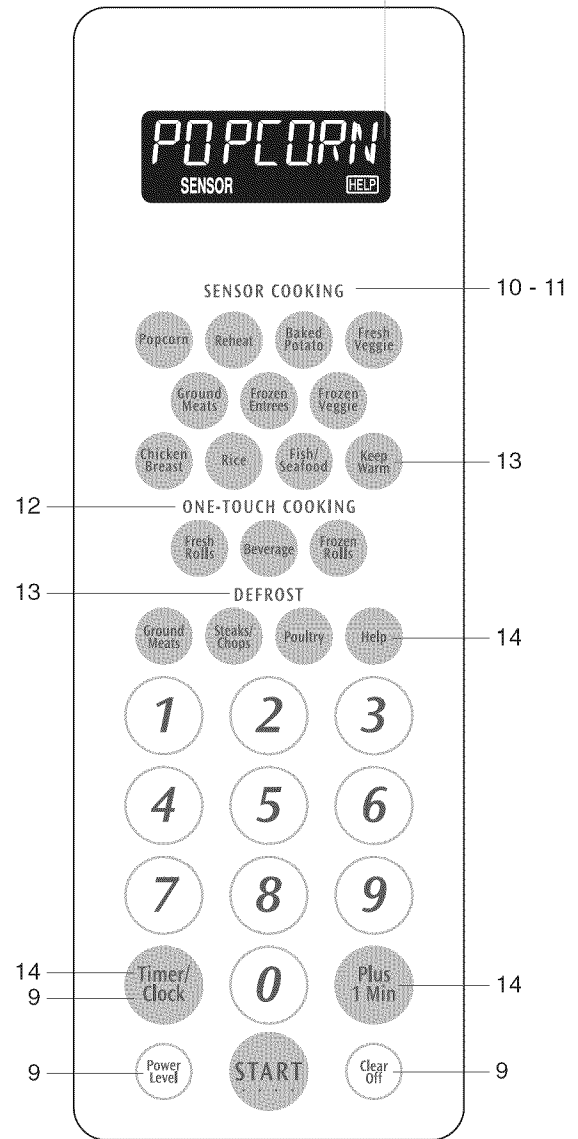 POPCORN
SENSOR HELP
SENSOR COOKING 10 - 11
Popcorn Reheat Baked Potato Fresh Veggie
Ground Meats Frozen Entrees Frozen Veggie
Chicken Breast Rice Fish/ Seafood Keep Warm 13
12 ONE-TOUCH COOKING
Fresh Rolls Beverage Frozen Rolls
13 DEFROST
Ground Meats Steaks/ Chops Poultry Help 14
1 2 3
4 5 6
7 8 9
14 Timer/ 0 Plus 14
9 Clock 1 Min
9 Power Level START Clear Off 9